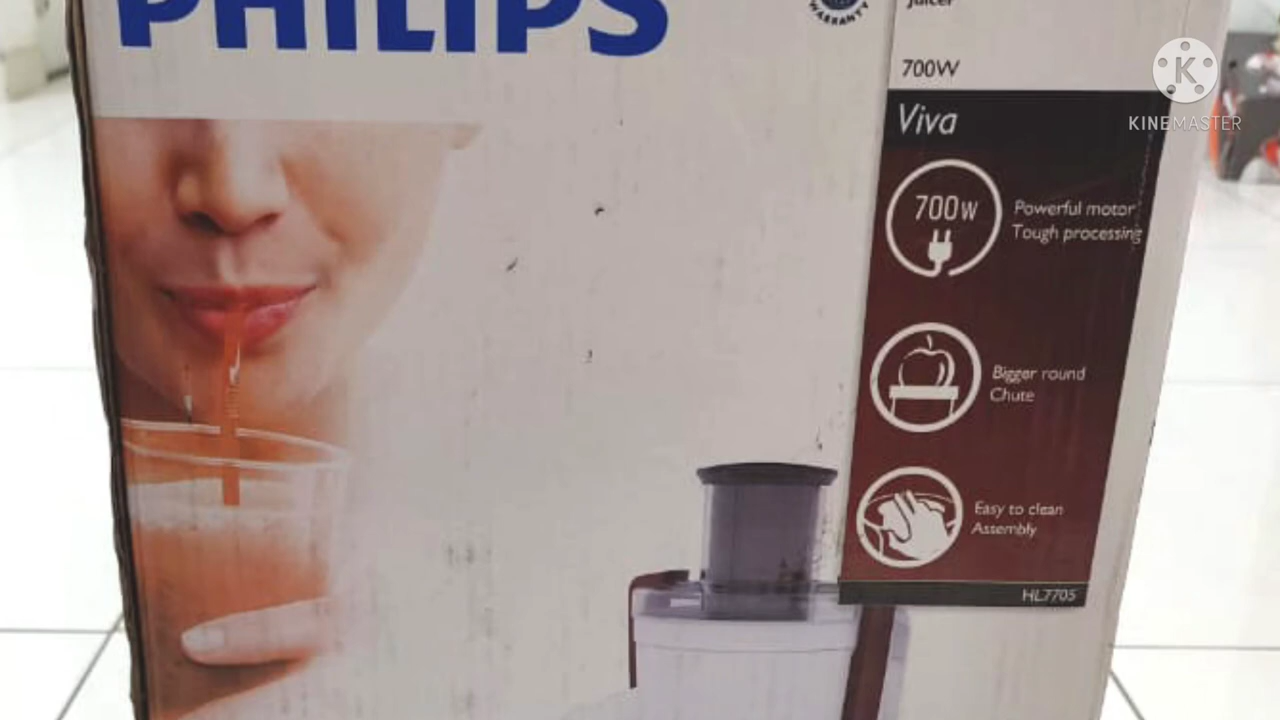 PHILIPS
WARRANTY
Juicer
700W
Viva
700W
Powerful motor
Tough processing
Bigger round
Chute
Easy to clean
Assembly
HL7705
K
KINEMASTER